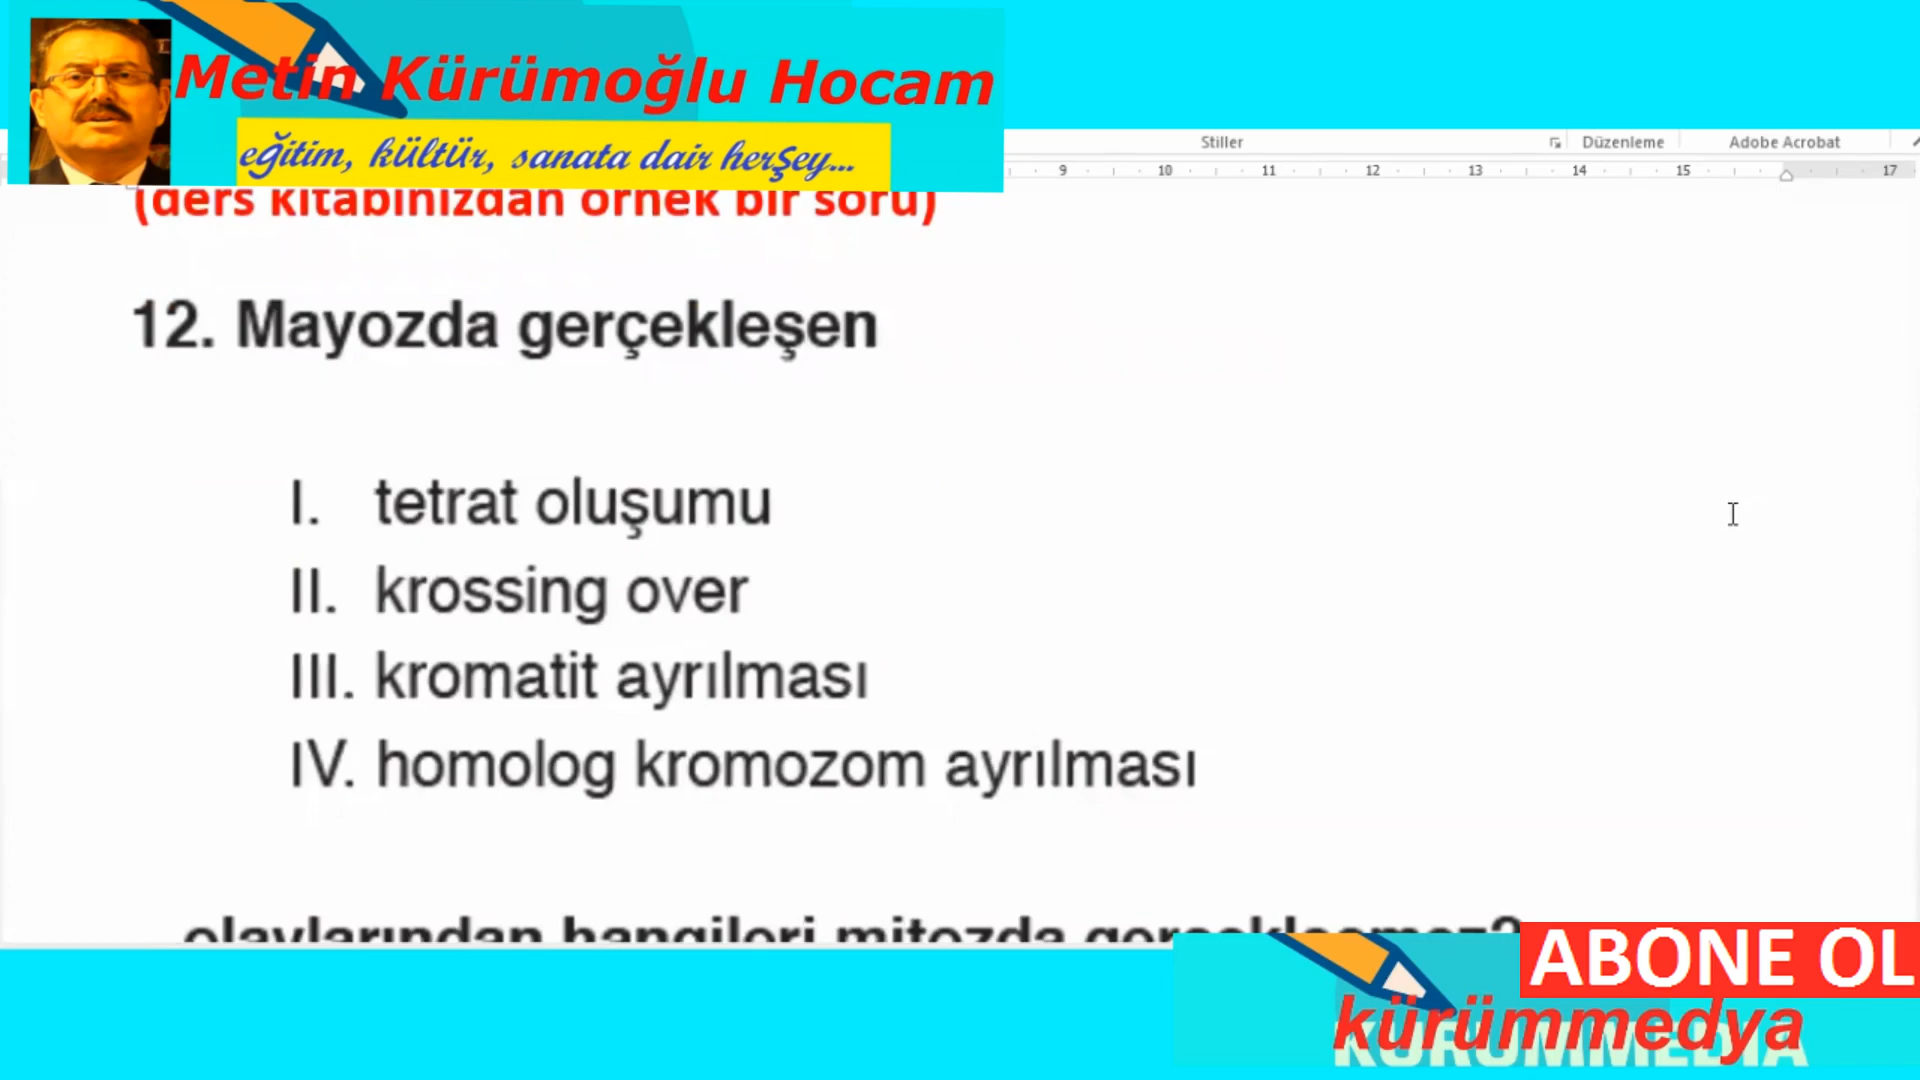 Metin Kürümoğlu Hocam
eğitim, kültür, sanata dair herşey...
Stiller Düzenleme Adobe Acrobat
9 10 11 12 13 14 15 17
(ders kitabınızdan örnek bir soru)
12. Mayozda gerçekleşen
I. tetrat oluşumu
II. krossing over
III. kromatit ayrılması
IV. homolog kromozom ayrılması
olaylarından hangileri mitozda gerçekleşmez?
ABONE OL
kürümmedya
KÜRÜMMEDIA